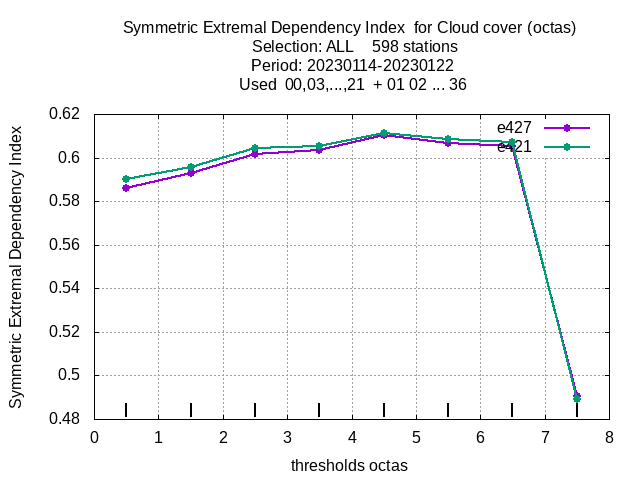 Symmetric Extremal Dependency Index  for Cloud cover (octas)
Selection: ALL    598 stations
Period: 20230114-20230122
Used  00,03,...,21  + 01 02 ... 36
Symmetric Extremal Dependency Index
0.62
0.6
0.58
0.56
0.54
0.52
0.5
0.48
e427
e421
0 1 2 3 4 5 6 7 8
thresholds octas